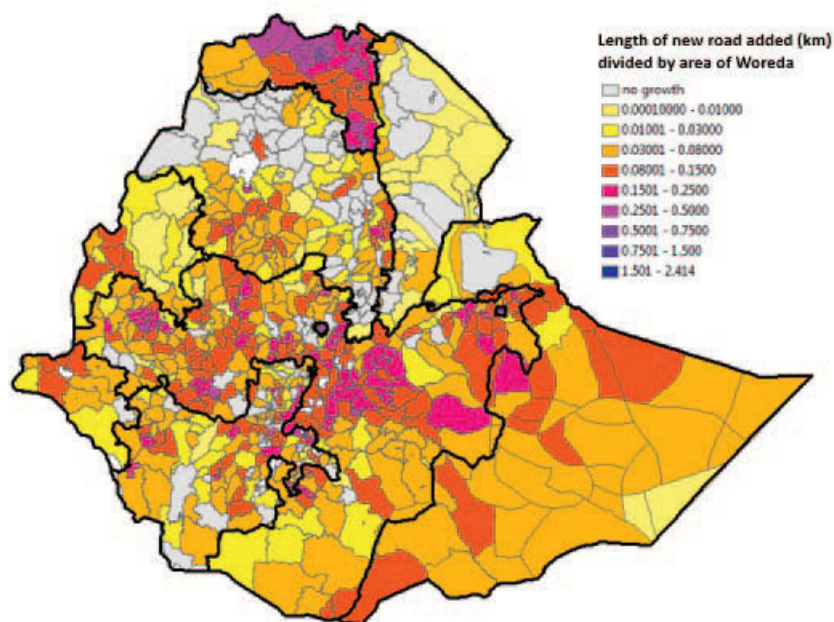 Length of new road added (km)
divided by area of Woreda
no growth
0.00010000 - 0.01000
0.01001 - 0.03000
0.03001 - 0.08000
0.08001 - 0.1500
0.1501 - 0.2500
0.2501 - 0.5000
0.5001 - 0.7500
0.7501 - 1.500
1.501 - 2.414